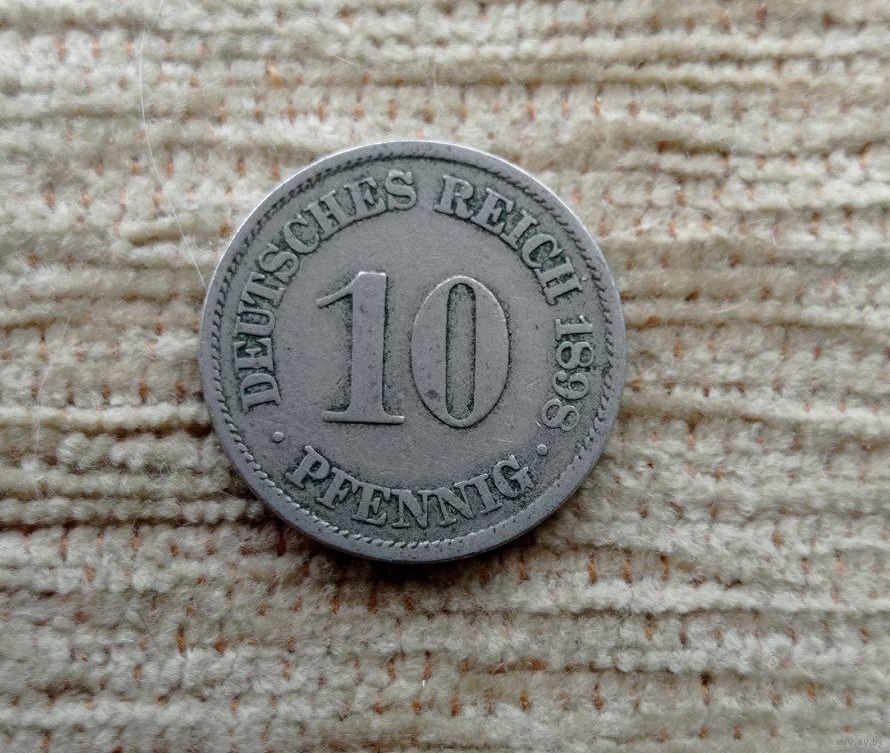 DEUTSCHES REICH 1898
10
· PFENNIG ·
www.ay.by